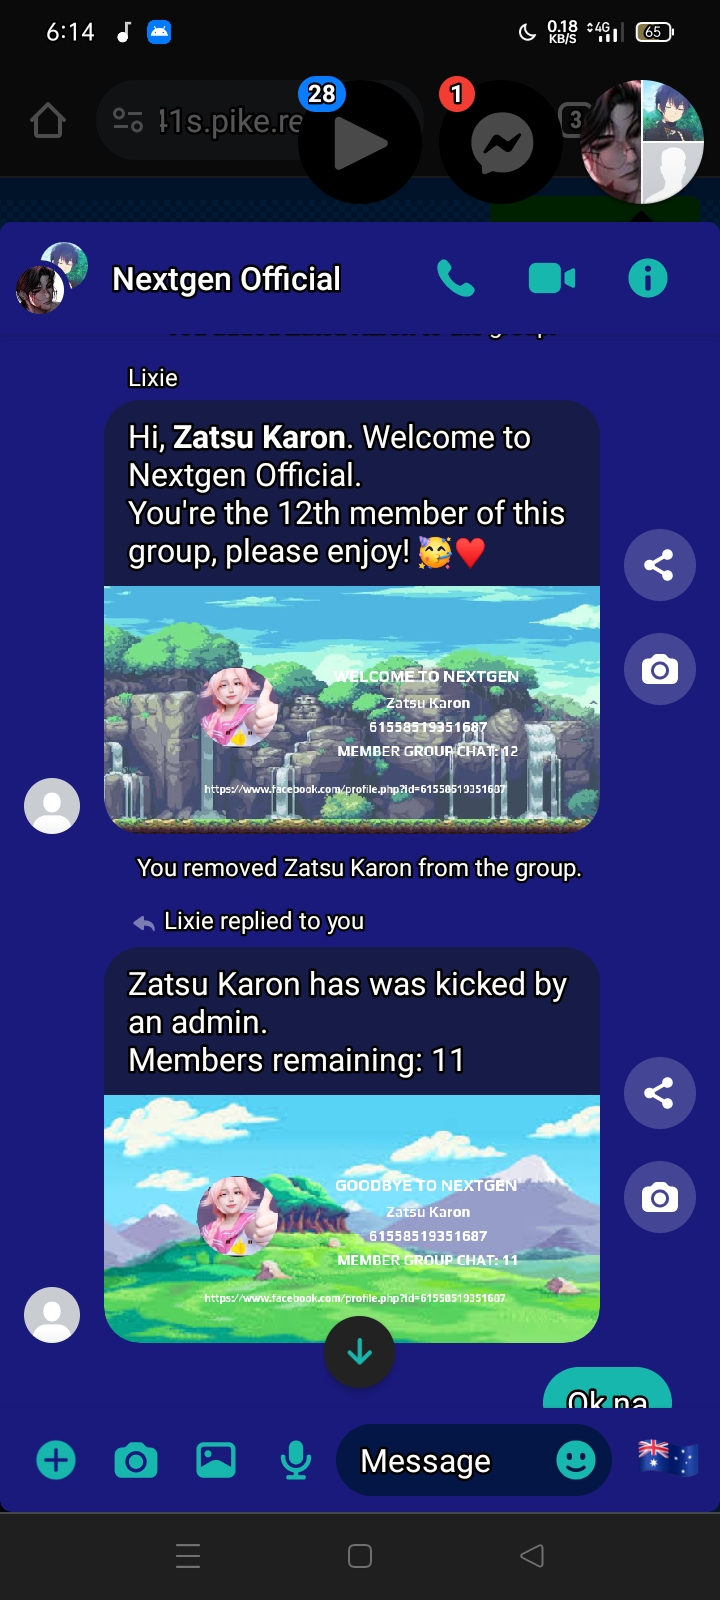 6:14
0.18
KB/S
4G
65
28
1
41s.pike.re
3
Nextgen Official
Lixie
Hi, Zatsu Karon. Welcome to
Nextgen Official.
You're the 12th member of this
group, please enjoy! 🥳❤️
WELCOME TO NEXTGEN
Zatsu Karon
61558519351687
MEMBER GROUP CHAT: 12
https://www.facebook.com/profile.php?id=61558519351687
You removed Zatsu Karon from the group.
Lixie replied to you
Zatsu Karon has was kicked by
an admin.
Members remaining: 11
GOODBYE TO NEXTGEN
Zatsu Karon
61558519351687
MEMBER GROUP CHAT: 11
https://www.facebook.com/profile.php?id=61558519351687
Ok na
Message